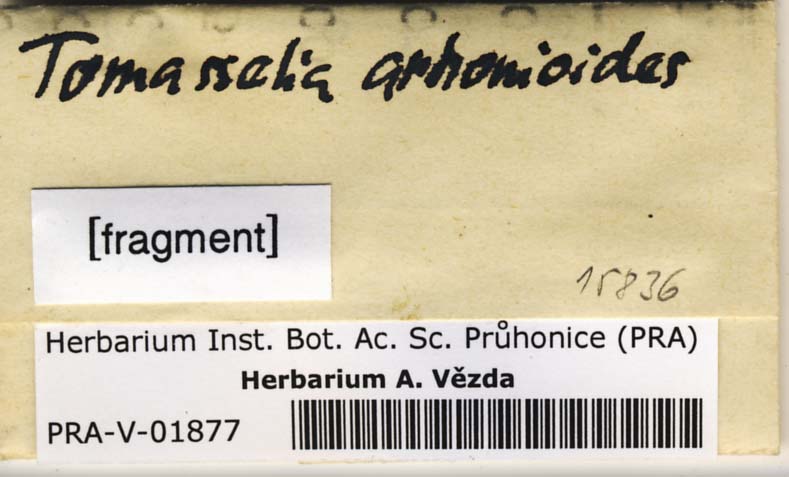 Tomasselia arthonioides
[fragment]
15836
Herbarium Inst. Bot. Ac. Sc. Průhonice (PRA)
Herbarium A. Vězda
PRA-V-01877